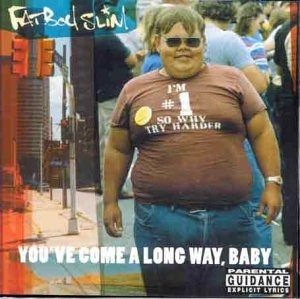 FATBOY SLIM
I'M
#1
SO WHY
TRY HARDER
YOU'VE COME A LONG WAY, BABY
PARENTAL
GUIDANCE
EXPLICIT LYRICS